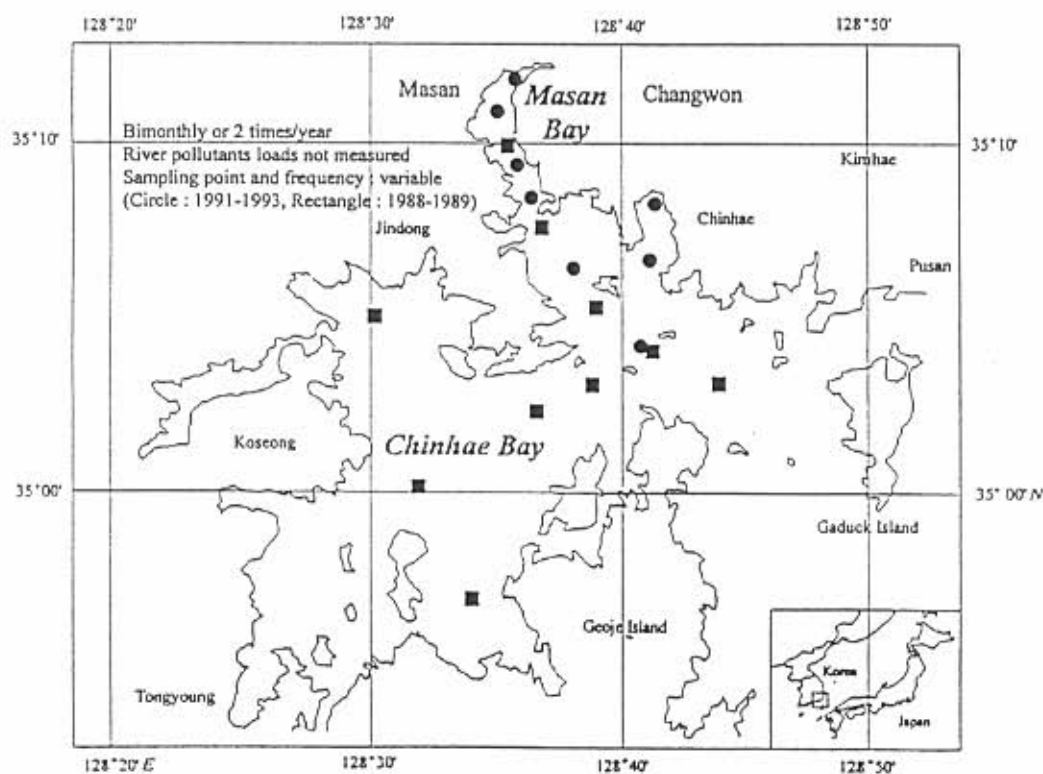 128°20' 128°30' 128°40' 128°50'
Masan Masan Changwon
Bay
35°10' 35°10'
Bimonthly or 2 times/year
River pollutants loads not measured
Sampling point and frequency : variable
(Circle : 1991-1993, Rectangle : 1988-1989)
Kimhae
Jindong Chinhae
Pusan
Koseong Chinhae Bay
35°00' 35°00' N
Gaduck Island
Geoje Island
Korea
Tongyoung
Japan
128°20' E 128°30' 128°40' 128°50'